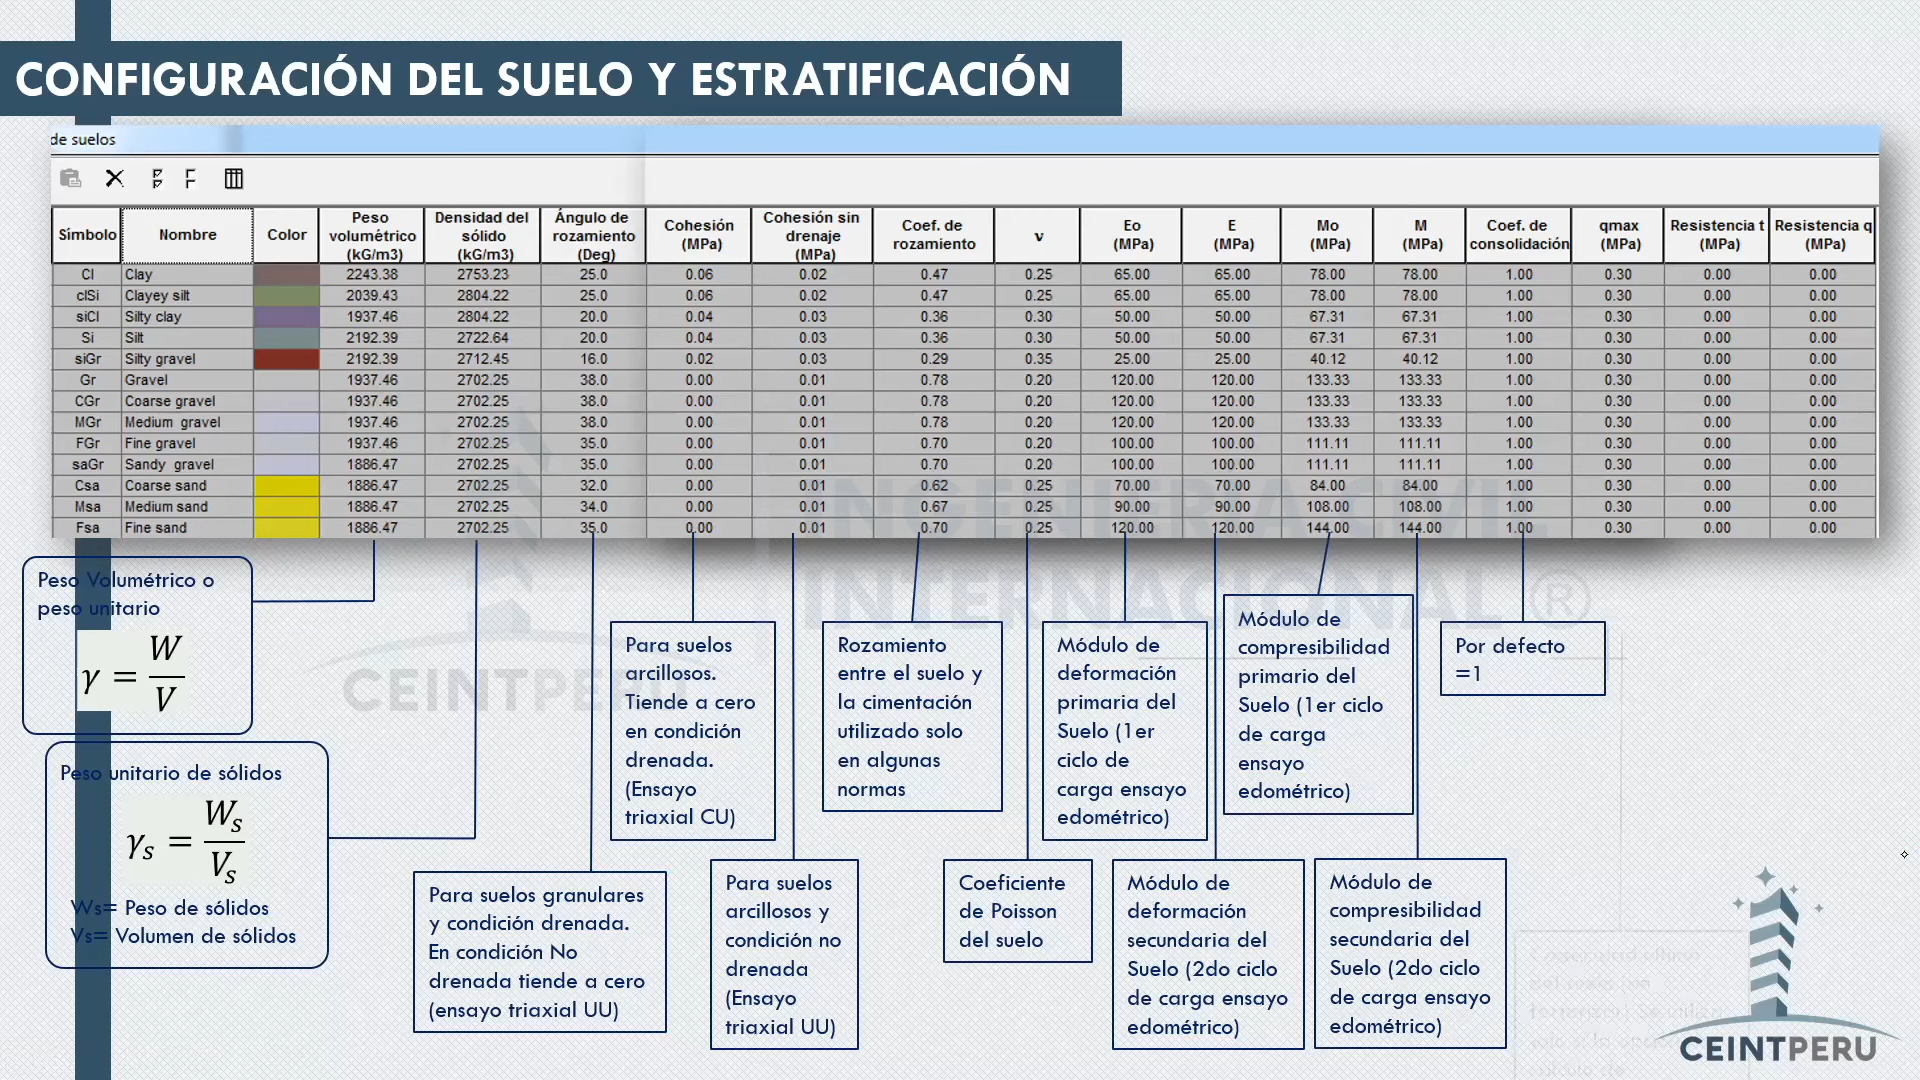 CONFIGURACIÓN DEL SUELO Y ESTRATIFICACIÓN
de suelos
Símbolo Nombre Color Peso volumétrico (kG/m3) Densidad del sólido (kG/m3) Ángulo de rozamiento (Deg) Cohesión (MPa) Cohesión sin drenaje (MPa) Coef. de rozamiento v Eo (MPa) E (MPa) Mo (MPa) M (MPa) Coef. de consolidación qmax (MPa) Resistencia t (MPa) Resistencia q (MPa)
Cl Clay 2243.38 2753.23 25.0 0.06 0.02 0.47 0.25 65.00 65.00 78.00 78.00 1.00 0.30 0.00 0.00
clSi Clayey silt 2039.43 2804.22 25.0 0.06 0.02 0.47 0.25 65.00 65.00 78.00 78.00 1.00 0.30 0.00 0.00
siCl Silty clay 1937.46 2804.22 20.0 0.04 0.03 0.36 0.30 50.00 50.00 67.31 67.31 1.00 0.30 0.00 0.00
Si Silt 2192.39 2722.64 20.0 0.04 0.03 0.36 0.30 50.00 50.00 67.31 67.31 1.00 0.30 0.00 0.00
siGr Silty gravel 2192.39 2712.45 16.0 0.02 0.03 0.29 0.35 25.00 25.00 40.12 40.12 1.00 0.30 0.00 0.00
Gr Gravel 1937.46 2702.25 38.0 0.00 0.01 0.78 0.20 120.00 120.00 133.33 133.33 1.00 0.30 0.00 0.00
CGr Coarse gravel 1937.46 2702.25 38.0 0.00 0.01 0.78 0.20 120.00 120.00 133.33 133.33 1.00 0.30 0.00 0.00
MGr Medium gravel 1937.46 2702.25 38.0 0.00 0.01 0.78 0.20 120.00 120.00 133.33 133.33 1.00 0.30 0.00 0.00
FGr Fine gravel 1937.46 2702.25 35.0 0.00 0.01 0.70 0.20 100.00 100.00 111.11 111.11 1.00 0.30 0.00 0.00
saGr Sandy gravel 1886.47 2702.25 35.0 0.00 0.01 0.70 0.20 100.00 100.00 111.11 111.11 1.00 0.30 0.00 0.00
Csa Coarse sand 1886.47 2702.25 32.0 0.00 0.01 0.62 0.25 70.00 70.00 84.00 84.00 1.00 0.30 0.00 0.00
Msa Medium sand 1886.47 2702.25 34.0 0.00 0.01 0.67 0.25 90.00 90.00 108.00 108.00 1.00 0.30 0.00 0.00
Fsa Fine sand 1886.47 2702.25 35.0 0.00 0.01 0.70 0.25 120.00 120.00 144.00 144.00 1.00 0.30 0.00 0.00
INGENIERIA CIVIL
INTERNACIONAL ®
CEINTPERU
Peso Volumétrico o
peso unitario
γ = W/V
Peso unitario de sólidos
γs = Ws/Vs
Ws= Peso de sólidos
Vs= Volumen de sólidos
Para suelos granulares
y condición drenada.
En condición No
drenada tiende a cero
(ensayo triaxial UU)
Para suelos
arcillosos.
Tiende a cero
en condición
drenada.
(Ensayo
triaxial CU)
Para suelos
arcillosos y
condición no
drenada
(Ensayo
triaxial UU)
Rozamiento
entre el suelo y
la cimentación
utilizado solo
en algunas
normas
Coeficiente
de Poisson
del suelo
Módulo de
deformación
primaria del
Suelo (1er
ciclo de
carga ensayo
edométrico)
Módulo de
deformación
secundaria del
Suelo (2do ciclo
de carga ensayo
edométrico)
Módulo de
compresibilidad
primario del
Suelo (1er ciclo
de carga
ensayo
edométrico)
Módulo de
compresibilidad
secundaria del
Suelo (2do ciclo
de carga ensayo
edométrico)
Por defecto
=1
CEINTPERU